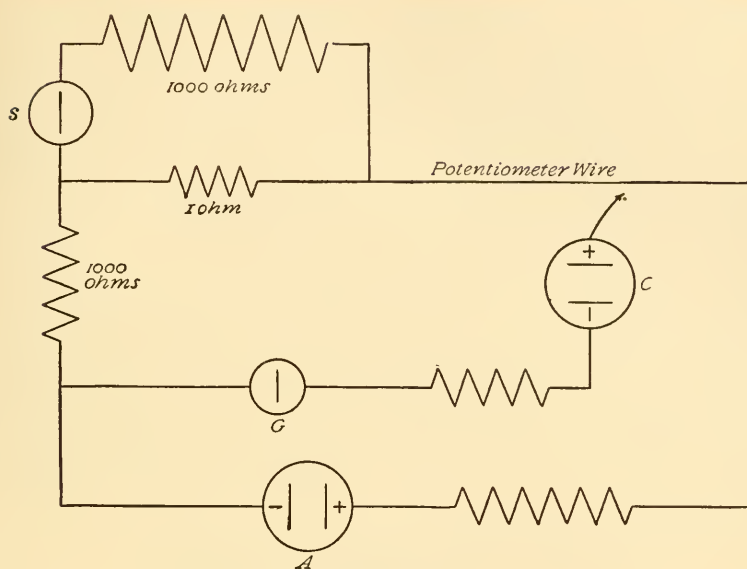 1000 ohms
S
Potentiometer Wire
1 ohm
1000
ohms
+
C
-
G
- +
A